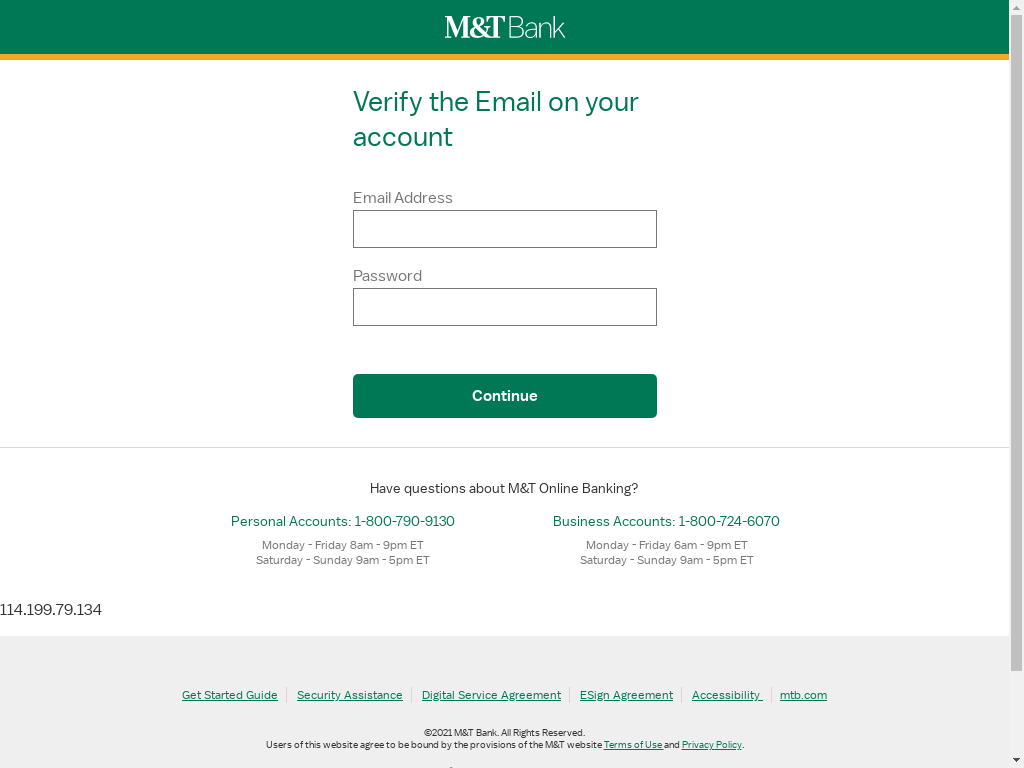 M&T Bank
Verify the Email on your
account
Email Address
Password
Continue
Have questions about M&T Online Banking?
Personal Accounts: 1-800-790-9130
Monday - Friday 8am - 9pm ET
Saturday - Sunday 9am - 5pm ET
Business Accounts: 1-800-724-6070
Monday - Friday 6am - 9pm ET
Saturday - Sunday 9am - 5pm ET
114.199.79.134
Get Started Guide Security Assistance Digital Service Agreement ESign Agreement Accessibility mtb.com
©2021 M&T Bank. All Rights Reserved.
Users of this website agree to be bound by the provisions of the M&T website Terms of Use and Privacy Policy.